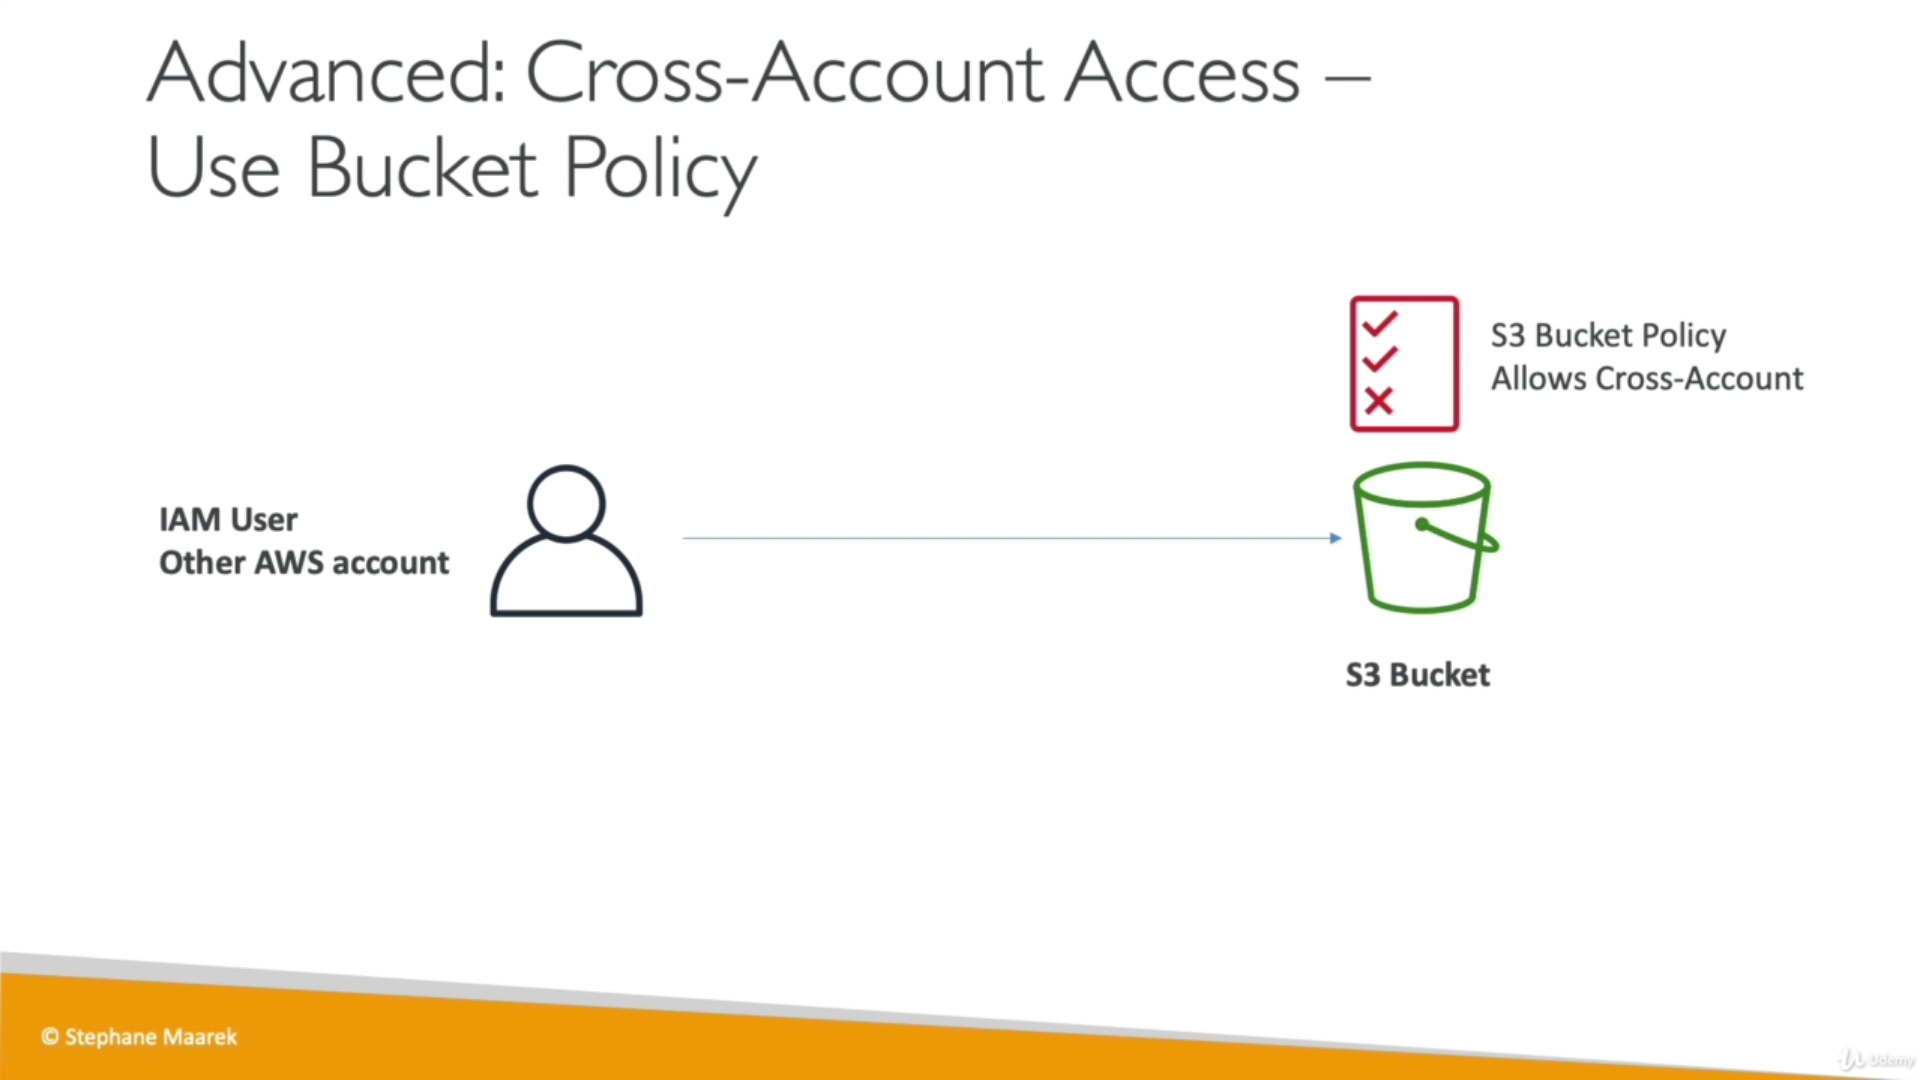 Advanced: Cross-Account Access –
Use Bucket Policy
S3 Bucket Policy
Allows Cross-Account
IAM User
Other AWS account
S3 Bucket
© Stephane Maarek
Udemy